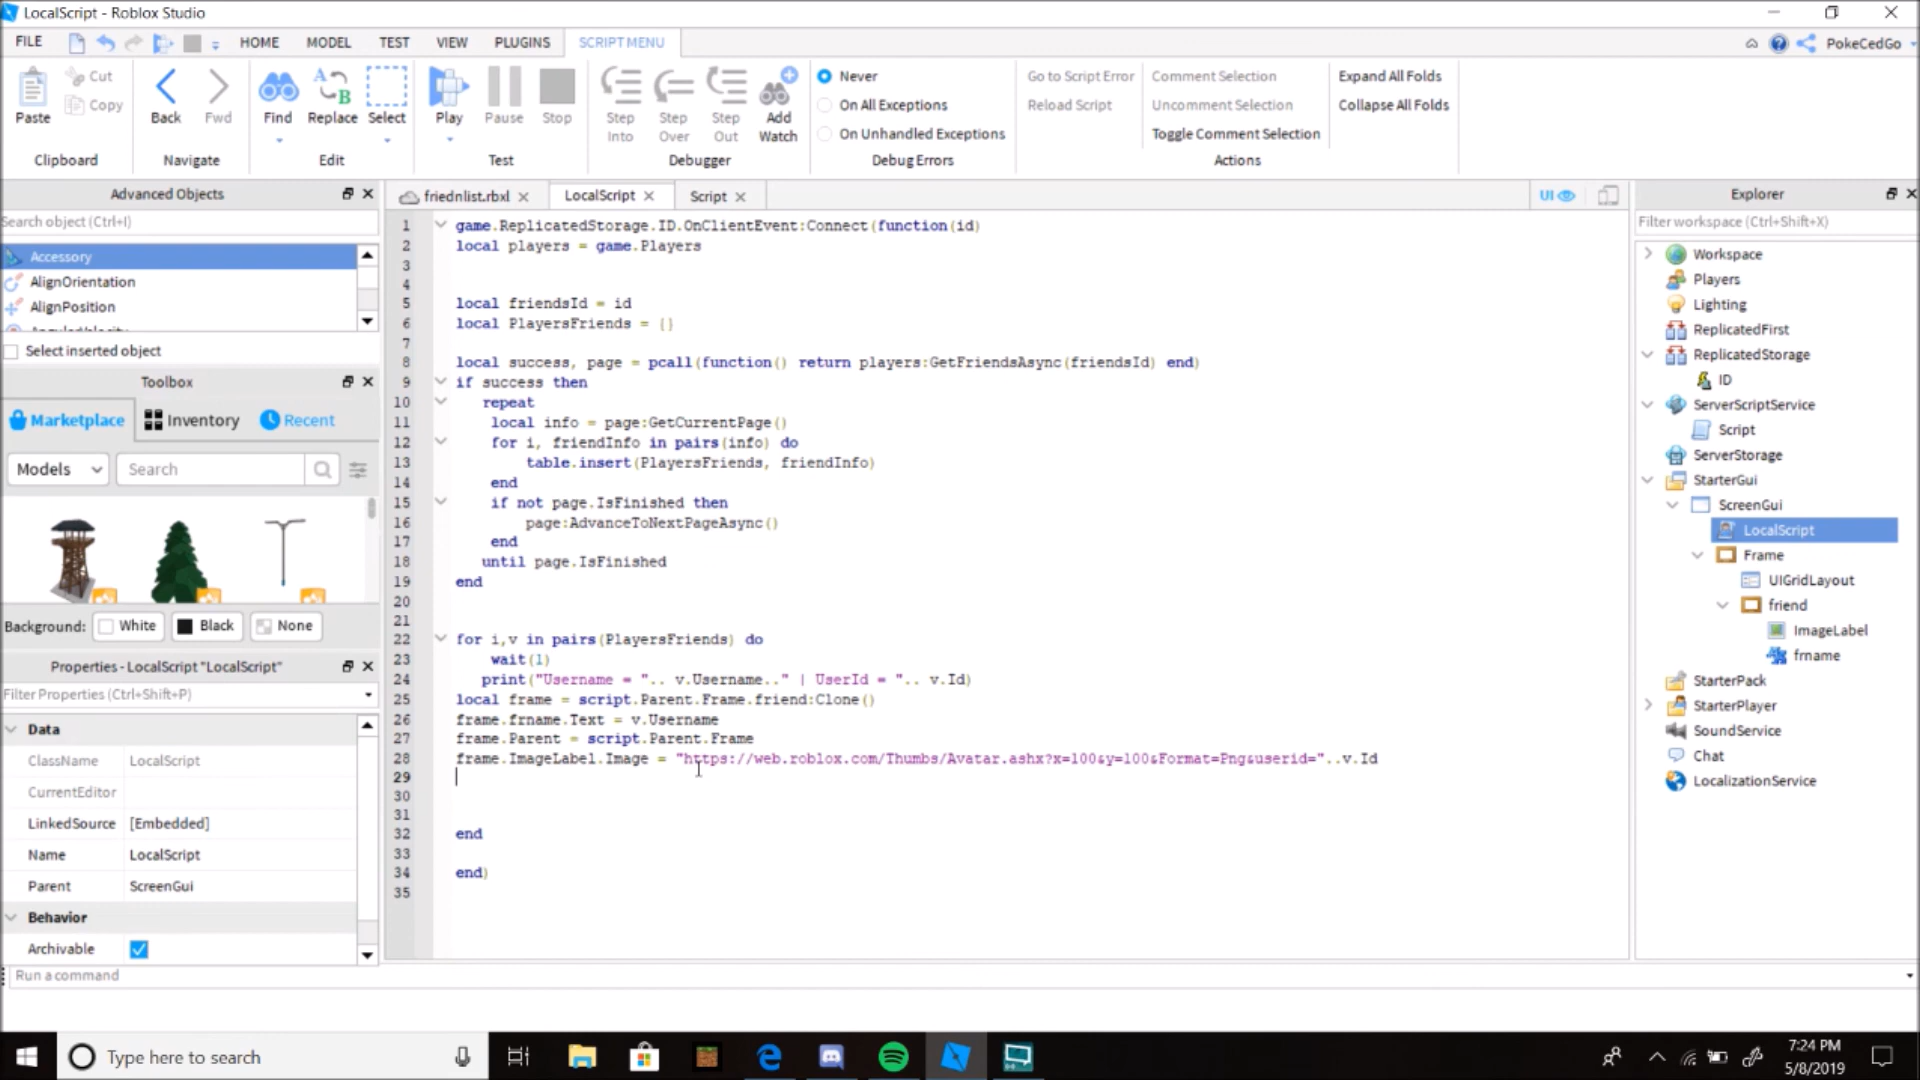 LocalScript - Roblox Studio
FILE HOME MODEL TEST VIEW PLUGINS SCRIPT MENU PokeCedGo
Paste Cut Copy Back Fwd Find Replace Select Play Pause Stop Step Into Step Over Step Out Add Watch
Never
On All Exceptions
On Unhandled Exceptions
Go to Script Error
Reload Script
Comment Selection
Uncomment Selection
Toggle Comment Selection
Expand All Folds
Collapse All Folds
Clipboard Navigate Edit Test Debugger Debug Errors Actions
Advanced Objects
Search object (Ctrl+I)
Accessory
AlignOrientation
AlignPosition
AngularVelocity
Select inserted object
Toolbox
Marketplace Inventory Recent
Models Search
Background: White Black None
Properties - LocalScript "LocalScript"
Filter Properties (Ctrl+Shift+P)
Data
ClassName LocalScript
CurrentEditor
LinkedSource [Embedded]
Name LocalScript
Parent ScreenGui
Behavior
Archivable
Run a command
friednlist.rbxl LocalScript Script UI
1 game.ReplicatedStorage.ID.OnClientEvent:Connect(function(id)
2 local players = game.Players
3
4
5 local friendsId = id
6 local PlayersFriends = {}
7
8 local success, page = pcall(function() return players:GetFriendsAsync(friendsId) end)
9 if success then
10 repeat
11 local info = page:GetCurrentPage()
12 for i, friendInfo in pairs(info) do
13 table.insert(PlayersFriends, friendInfo)
14 end
15 if not page.IsFinished then
16 page:AdvanceToNextPageAsync()
17 end
18 until page.IsFinished
19 end
20
21
22 for i,v in pairs(PlayersFriends) do
23 wait(1)
24 print("Username = ".. v.Username.." | UserId = ".. v.Id)
25 local frame = script.Parent.Frame.friend:Clone()
26 frame.frname.Text = v.Username
27 frame.Parent = script.Parent.Frame
28 frame.ImageLabel.Image = "https://web.roblox.com/Thumbs/Avatar.ashx?x=100&y=100&Format=Png&userid="..v.Id
29
30
31
32 end
33
34 end)
35
Explorer
Filter workspace (Ctrl+Shift+X)
Workspace
Players
Lighting
ReplicatedFirst
ReplicatedStorage
ID
ServerScriptService
Script
ServerStorage
StarterGui
ScreenGui
LocalScript
Frame
UIGridLayout
friend
ImageLabel
frname
StarterPack
StarterPlayer
SoundService
Chat
LocalizationService
Type here to search
7:24 PM
5/8/2019